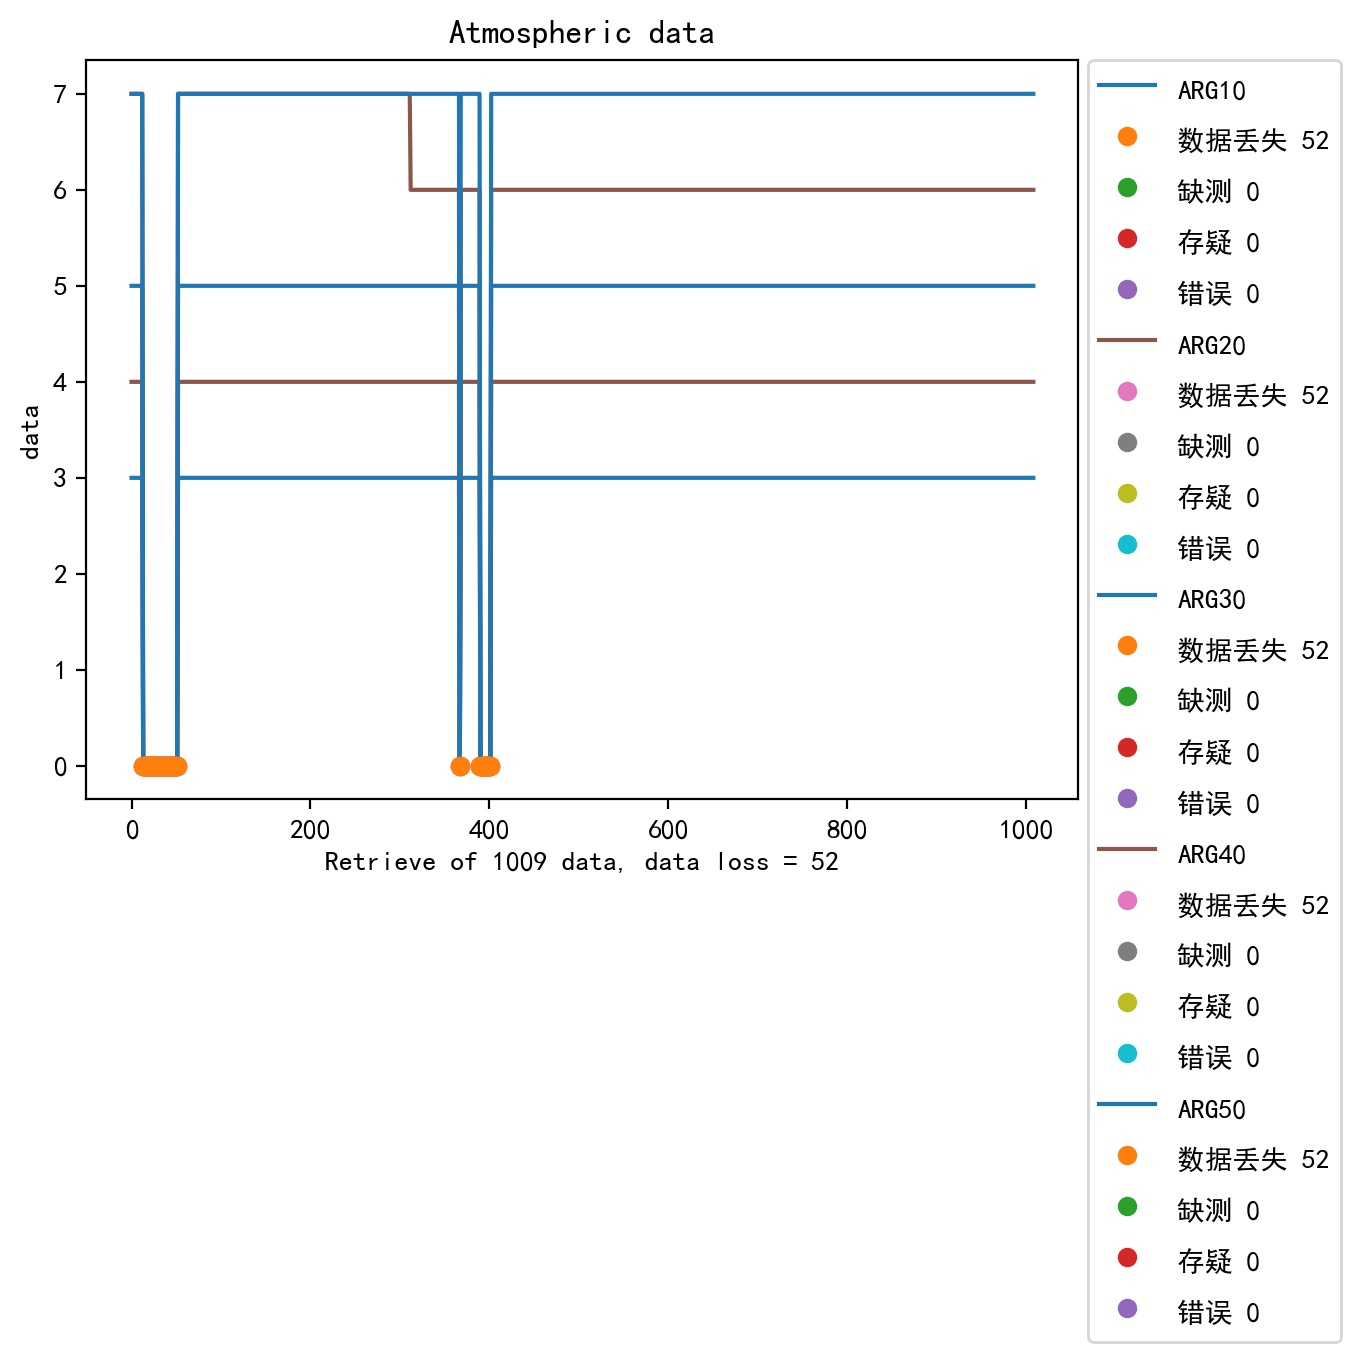 Atmospheric data
7
6
5
4
3
2
1
0
data
0 200 400 600 800 1000
Retrieve of 1009 data, data loss = 52
ARG10
数据丢失 52
缺测 0
存疑 0
错误 0
ARG20
数据丢失 52
缺测 0
存疑 0
错误 0
ARG30
数据丢失 52
缺测 0
存疑 0
错误 0
ARG40
数据丢失 52
缺测 0
存疑 0
错误 0
ARG50
数据丢失 52
缺测 0
存疑 0
错误 0